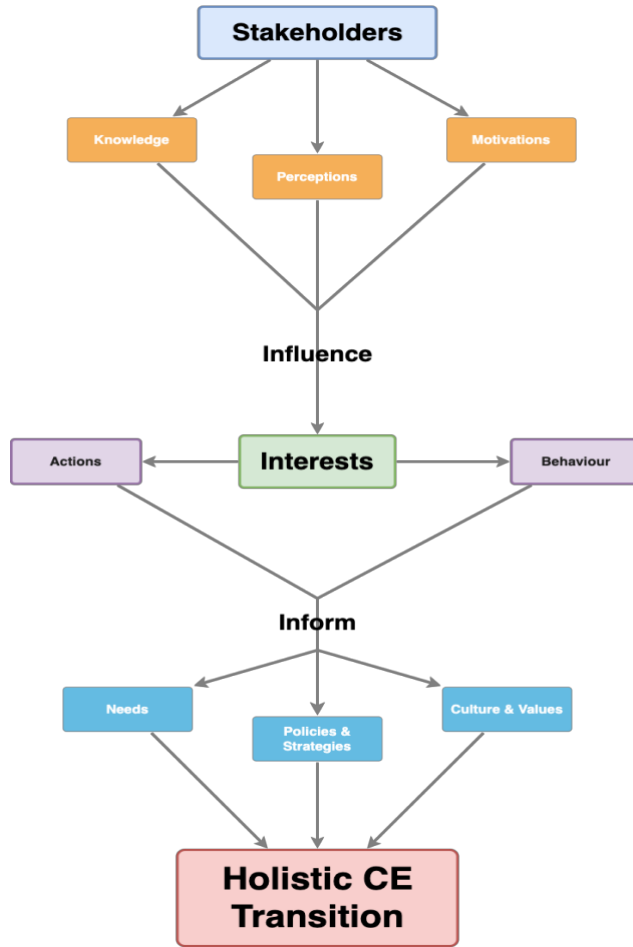 Stakeholders
Knowledge
Motivations
Perceptions
Influence
Actions
Interests
Behaviour
Inform
Needs
Culture & Values
Policies &
Strategies
Holistic CE
Transition